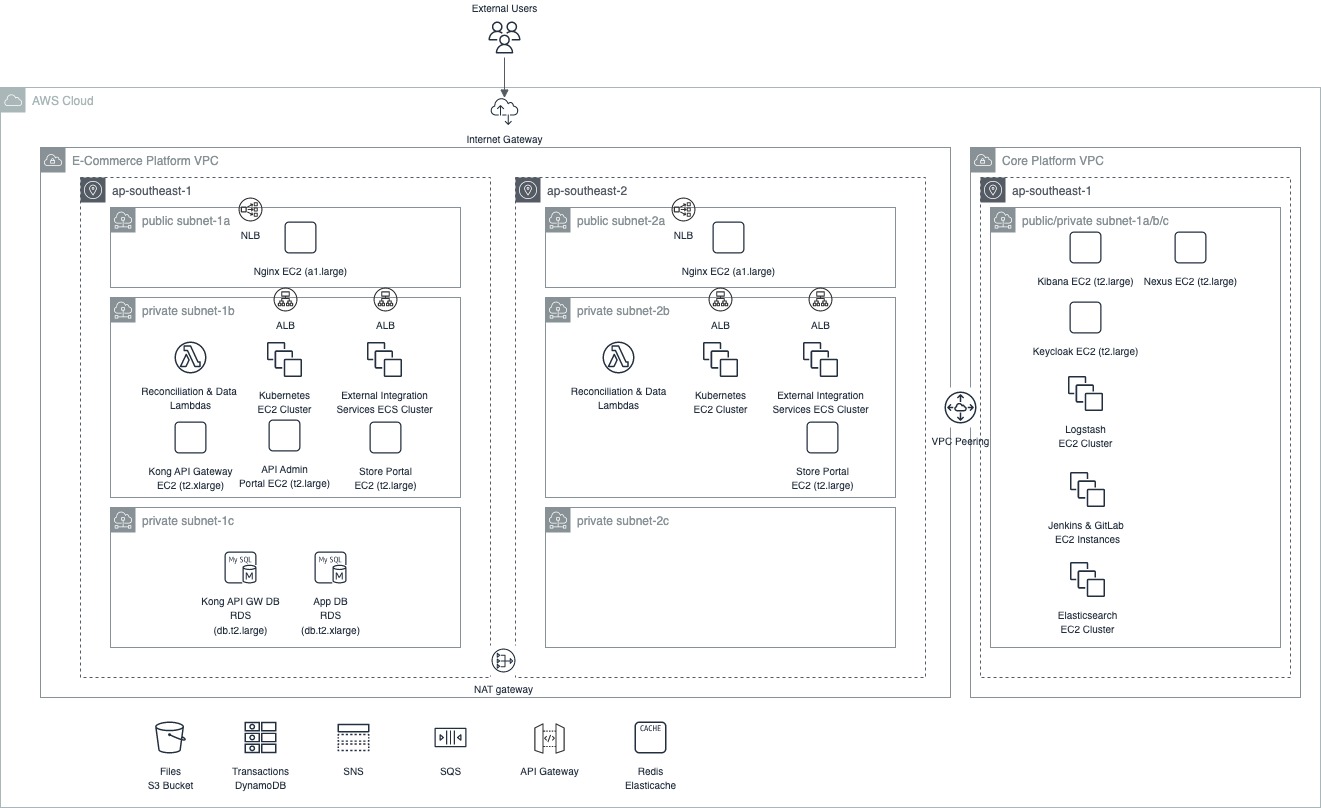 External Users
AWS Cloud
Internet Gateway
E-Commerce Platform VPC
ap-southeast-1
public subnet-1a
NLB
Nginx EC2 (a1.large)
private subnet-1b
ALB
ALB
Reconciliation & Data
Lambdas
Kubernetes
EC2 Cluster
External Integration
Services ECS Cluster
Kong API Gateway
EC2 (t2.xlarge)
API Admin
Portal EC2 (t2.large)
Store Portal
EC2 (t2.large)
private subnet-1c
My SQL
M
Kong API GW DB
RDS
(db.t2.large)
My SQL
M
App DB
RDS
(db.t2.xlarge)
ap-southeast-2
public subnet-2a
NLB
Nginx EC2 (a1.large)
private subnet-2b
ALB
ALB
Reconciliation & Data
Lambdas
Kubernetes
EC2 Cluster
External Integration
Services ECS Cluster
Store Portal
EC2 (t2.large)
private subnet-2c
NAT gateway
VPC Peering
Core Platform VPC
ap-southeast-1
public/private subnet-1a/b/c
Kibana EC2 (t2.large)
Nexus EC2 (t2.large)
Keycloak EC2 (t2.large)
Logstash
EC2 Cluster
Jenkins & GitLab
EC2 Instances
Elasticsearch
EC2 Cluster
Files
S3 Bucket
Transactions
DynamoDB
SNS
SQS
</>
API Gateway
CACHE
Redis
Elasticache